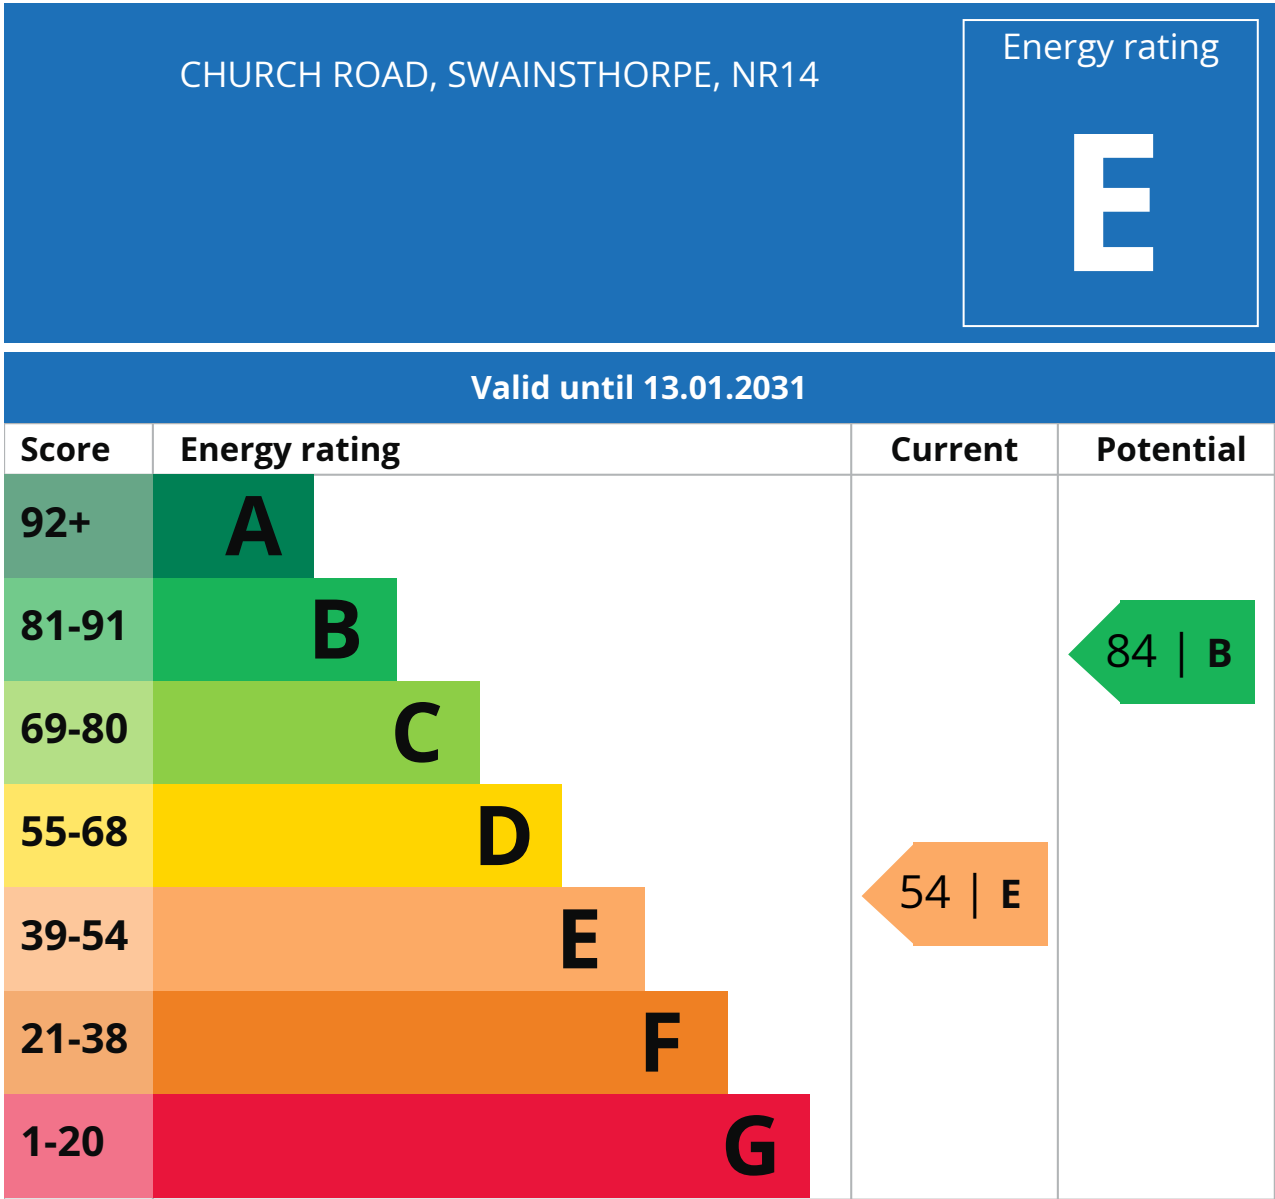 CHURCH ROAD, SWAINSTHORPE, NR14
Energy rating
E
Valid until 13.01.2031
Score Energy rating Current Potential
92+ A
81-91 B
84 | B
69-80 C
55-68 D
54 | E
39-54 E
21-38 F
1-20 G